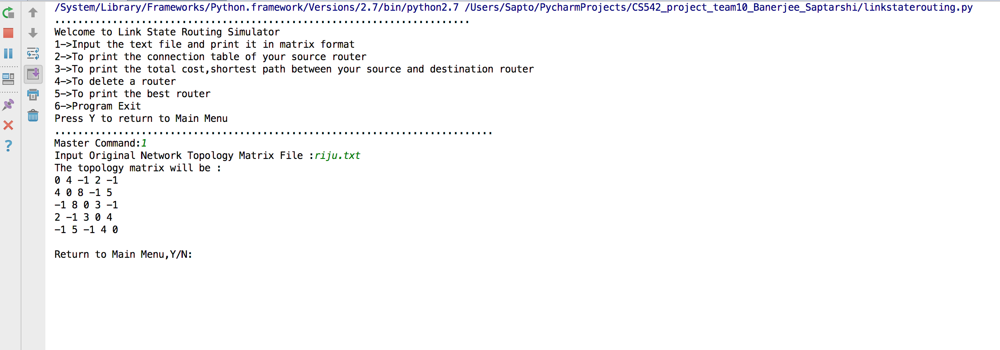 /System/Library/Frameworks/Python.framework/Versions/2.7/bin/python2.7 /Users/Sapto/PycharmProjects/CS542_project_team10_Banerjee_Saptarshi/linkstaterouting.py
........................................................................
Welcome to Link State Routing Simulator
1->Input the text file and print it in matrix format
2->To print the connection table of your source router
3->To print the total cost,shortest path between your source and destination router
4->To delete a router
5->To print the best router
6->Program Exit
Press Y to return to Main Menu
............................................................................
Master Command:1
Input Original Network Topology Matrix File :riju.txt
The topology matrix will be :
0 4 -1 2 -1
4 0 8 -1 5
-1 8 0 3 -1
2 -1 3 0 4
-1 5 -1 4 0
Return to Main Menu,Y/N: